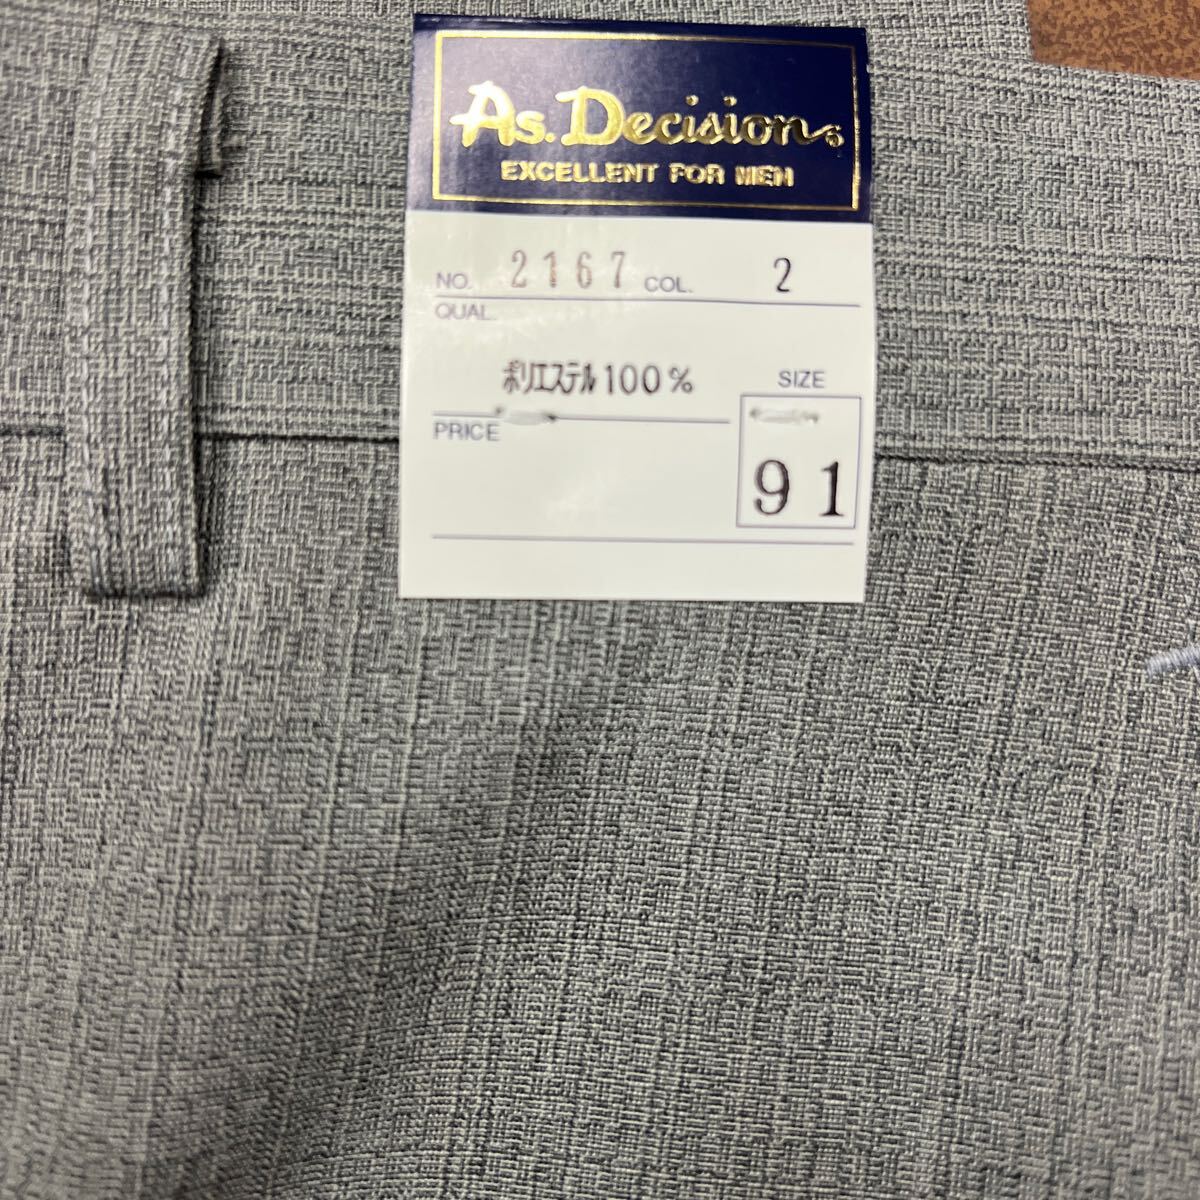 As. Decision
EXCELLENT FOR MEN
NO. 2167 COL. 2
QUAL.
ポリエステル100%
SIZE
PRICE
91